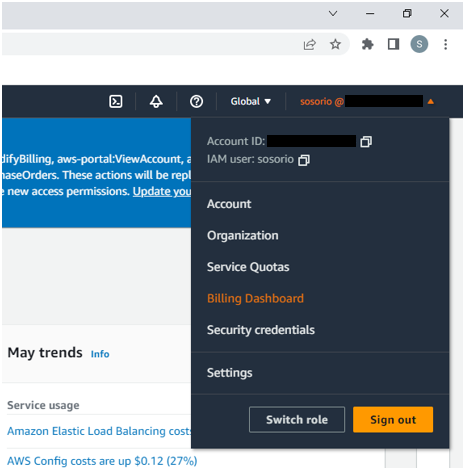 S
Global ▼
sosorio @
difyBilling, aws-portal:ViewAccount, a
haseOrders. These actions will be repl
e new access permissions. Update you
Account ID:
IAM user: sosorio
Account
Organization
Service Quotas
Billing Dashboard
Security credentials
Settings
Switch role
Sign out
May trends Info
Service usage
Amazon Elastic Load Balancing costs
AWS Config costs are up $0.12 (27%)